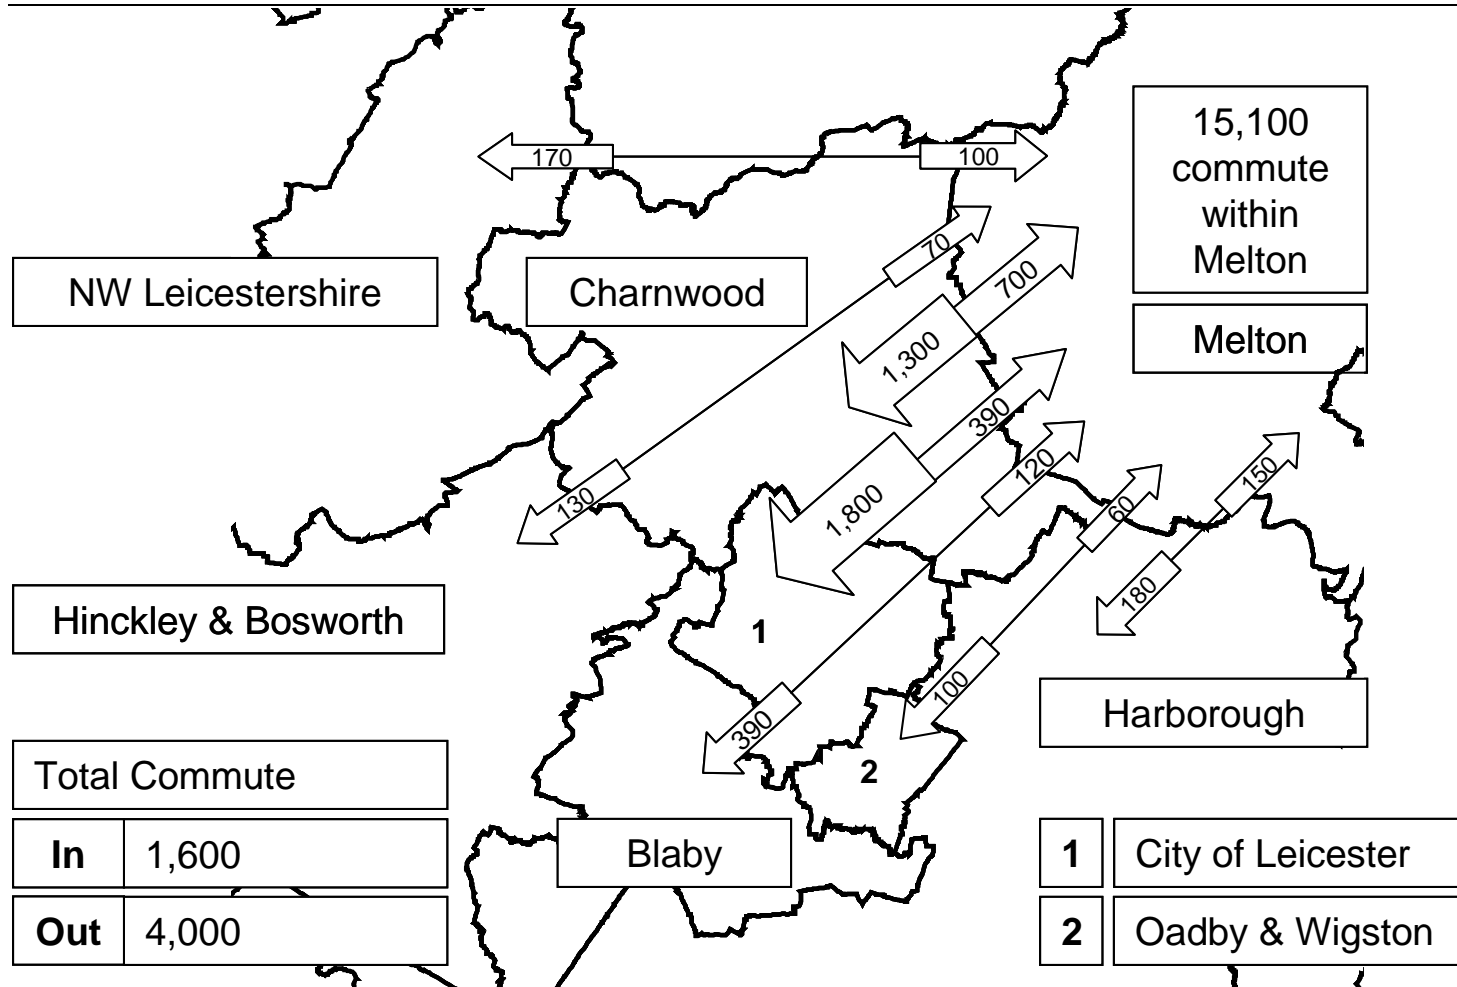 15,100
commute
within
Melton
170
100
70
NW Leicestershire
Charnwood
700
1,300
Melton
390
120
150
130
1,800
60
180
Hinckley & Bosworth
1
100
390
Harborough
2
Total Commute
In 1,600
Blaby
1 City of Leicester
Out 4,000
2 Oadby & Wigston